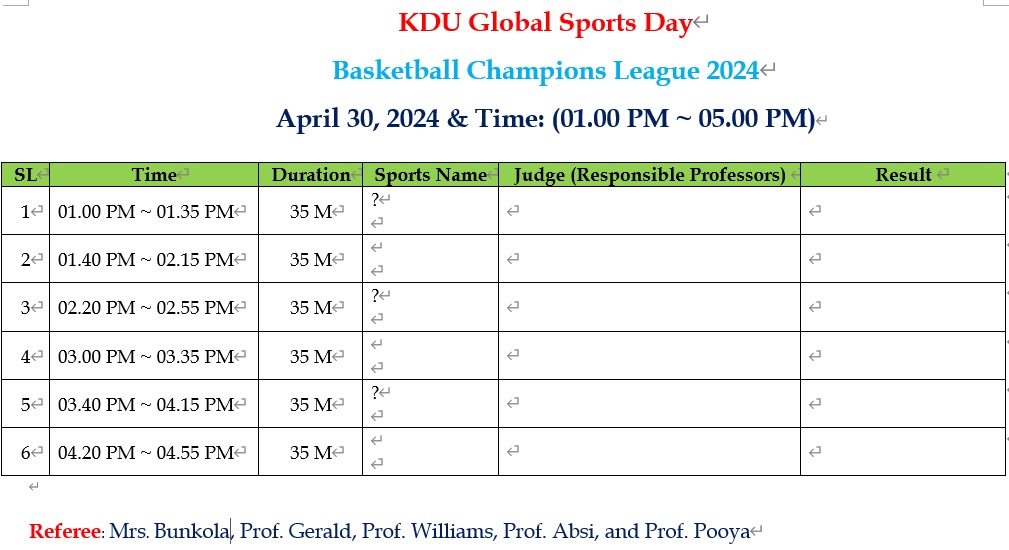 KDU Global Sports Day
Basketball Champions League 2024
April 30, 2024 & Time: (01.00 PM ~ 05.00 PM)
SL Time Duration Sports Name Judge (Responsible Professors) Result
1 01.00 PM ~ 01.35 PM 35 M ?
2 01.40 PM ~ 02.15 PM 35 M
3 02.20 PM ~ 02.55 PM 35 M ?
4 03.00 PM ~ 03.35 PM 35 M
5 03.40 PM ~ 04.15 PM 35 M ?
6 04.20 PM ~ 04.55 PM 35 M
Referee: Mrs. Bunkola, Prof. Gerald, Prof. Williams, Prof. Absi, and Prof. Pooya